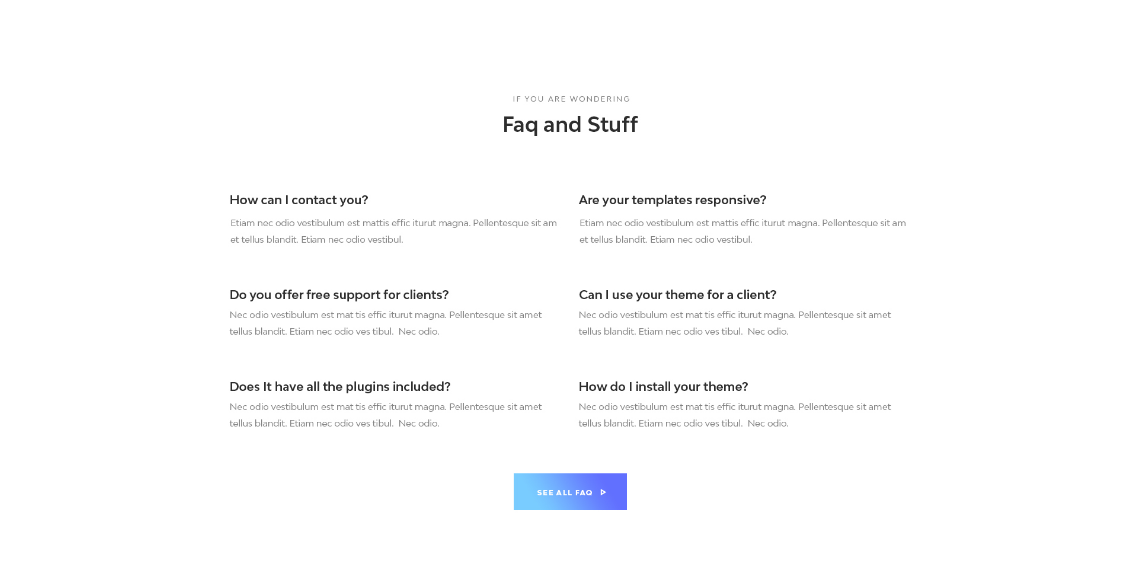 IF YOU ARE WONDERING
Faq and Stuff
How can I contact you?
Etiam nec odio vestibulum est mattis effic iturut magna. Pellentesque sit am
et tellus blandit. Etiam nec odio vestibul.
Are your templates responsive?
Etiam nec odio vestibulum est mattis effic iturut magna. Pellentesque sit am
et tellus blandit. Etiam nec odio vestibul.
Do you offer free support for clients?
Nec odio vestibulum est mat tis effic iturut magna. Pellentesque sit amet
tellus blandit. Etiam nec odio ves tibul.  Nec odio.
Can I use your theme for a client?
Nec odio vestibulum est mat tis effic iturut magna. Pellentesque sit amet
tellus blandit. Etiam nec odio ves tibul.  Nec odio.
Does It have all the plugins included?
Nec odio vestibulum est mat tis effic iturut magna. Pellentesque sit amet
tellus blandit. Etiam nec odio ves tibul.  Nec odio.
How do I install your theme?
Nec odio vestibulum est mat tis effic iturut magna. Pellentesque sit amet
tellus blandit. Etiam nec odio ves tibul.  Nec odio.
SEE ALL FAQ